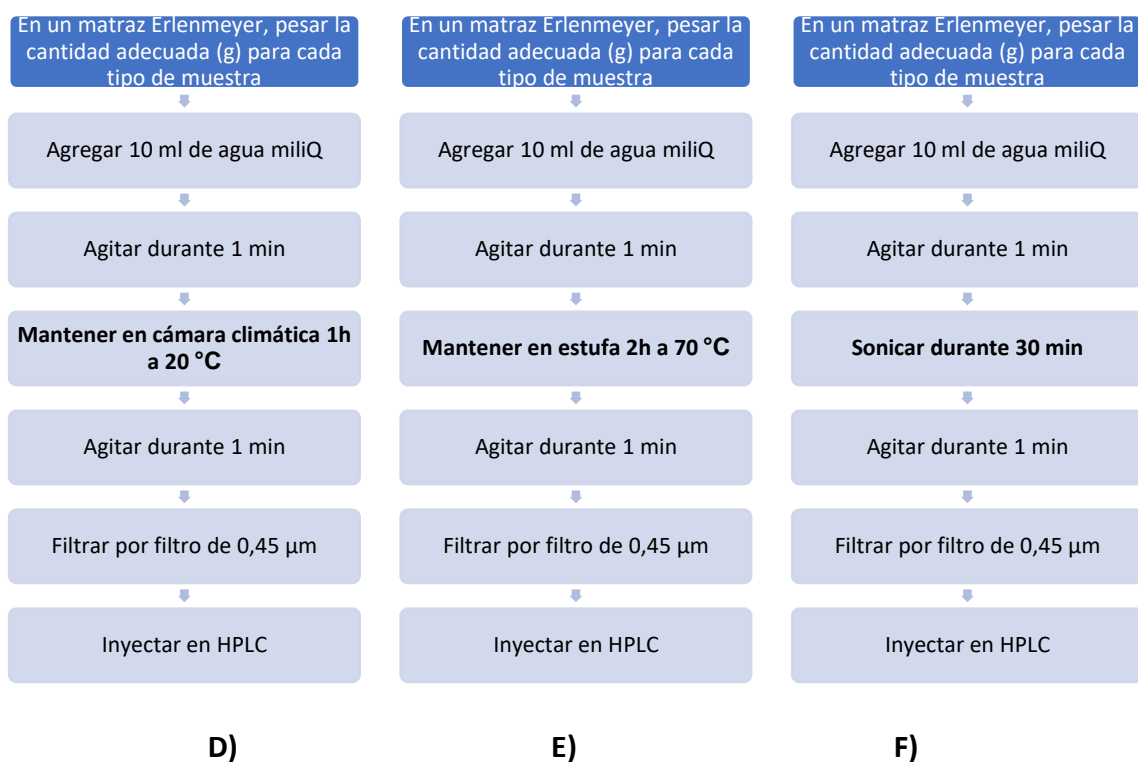 En un matraz Erlenmeyer, pesar la
cantidad adecuada (g) para cada
tipo de muestra
Agregar 10 ml de agua miliQ
Agitar durante 1 min
Mantener en cámara climática 1h
a 20 °C
Agitar durante 1 min
Filtrar por filtro de 0,45 µm
Inyectar en HPLC
D)
En un matraz Erlenmeyer, pesar la
cantidad adecuada (g) para cada
tipo de muestra
Agregar 10 ml de agua miliQ
Agitar durante 1 min
Mantener en estufa 2h a 70 °C
Agitar durante 1 min
Filtrar por filtro de 0,45 µm
Inyectar en HPLC
E)
En un matraz Erlenmeyer, pesar la
cantidad adecuada (g) para cada
tipo de muestra
Agregar 10 ml de agua miliQ
Agitar durante 1 min
Sonicar durante 30 min
Agitar durante 1 min
Filtrar por filtro de 0,45 µm
Inyectar en HPLC
F)